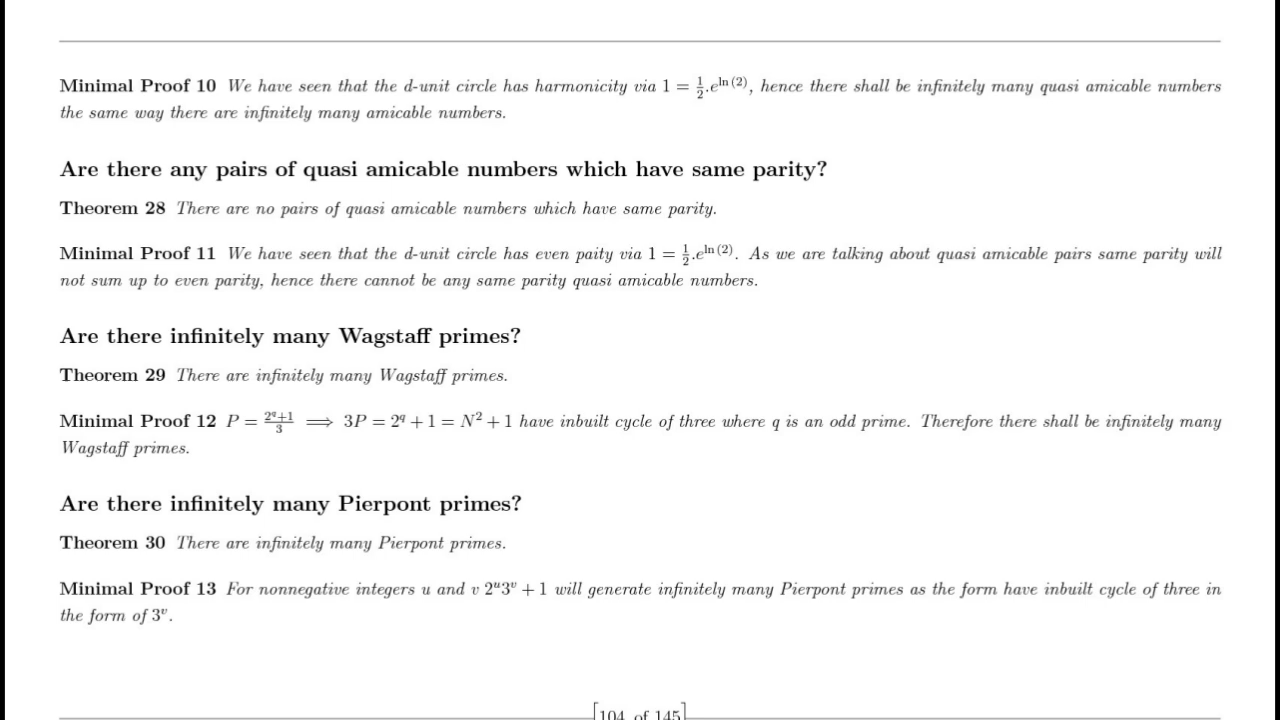 Minimal Proof 10 We have seen that the d-unit circle has harmonicity via 1 = \frac{1}{2}.e^{ln (2)}, hence there shall be infinitely many quasi amicable numbers
the same way there are infinitely many amicable numbers.
Are there any pairs of quasi amicable numbers which have same parity?
Theorem 28 There are no pairs of quasi amicable numbers which have same parity.
Minimal Proof 11 We have seen that the d-unit circle has even paity via 1 = \frac{1}{2}.e^{ln (2)}. As we are talking about quasi amicable pairs same parity will
not sum up to even parity, hence there cannot be any same parity quasi amicable numbers.
Are there infinitely many Wagstaff primes?
Theorem 29 There are infinitely many Wagstaff primes.
Minimal Proof 12 P = \frac{2^q+1}{3} ⟹ 3P = 2^q + 1 = N^2 + 1 have inbuilt cycle of three where q is an odd prime. Therefore there shall be infinitely many
Wagstaff primes.
Are there infinitely many Pierpont primes?
Theorem 30 There are infinitely many Pierpont primes.
Minimal Proof 13 For nonnegative integers u and v 2^u3^v + 1 will generate infinitely many Pierpont primes as the form have inbuilt cycle of three in
the form of 3^v.
[104 of 145]